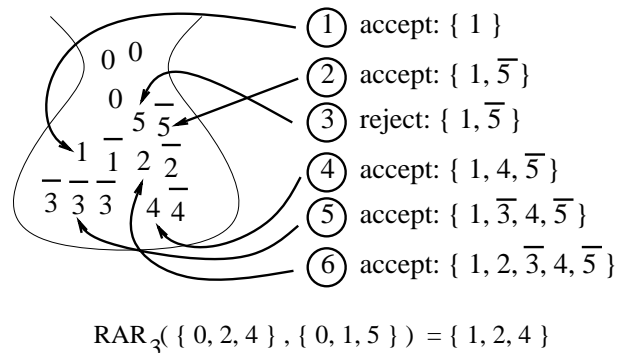 0 0
0
5 5̅
1 1̅ 2 2̅
3̅ 3̅ 3̅ 4 4̅
1 accept: { 1 }
2 accept: { 1, 5̅ }
3 reject: { 1, 5̅ }
4 accept: { 1, 4, 5̅ }
5 accept: { 1, 3̅, 4, 5̅ }
6 accept: { 1, 2, 3̅, 4, 5̅ }
RAR₃( { 0, 2, 4 } , { 0, 1, 5 } ) = { 1, 2, 4 }